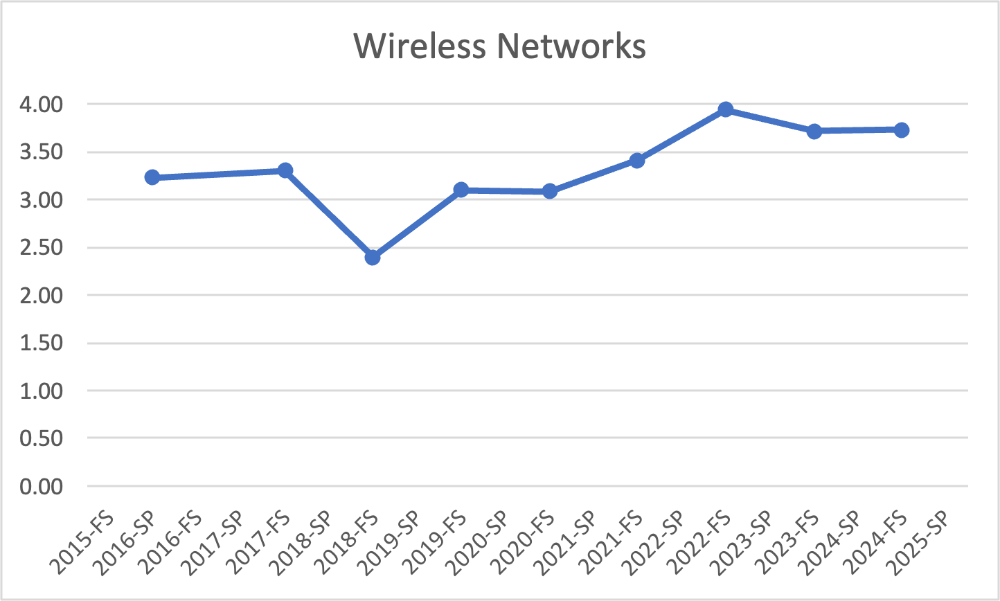 Wireless Networks
4.00
3.50
3.00
2.50
2.00
1.50
1.00
0.50
0.00
2015-FS
2016-SP
2016-FS
2017-SP
2017-FS
2018-SP
2018-FS
2019-SP
2019-FS
2020-SP
2020-FS
2021-SP
2021-FS
2022-SP
2022-FS
2023-SP
2023-FS
2024-SP
2024-FS
2025-SP